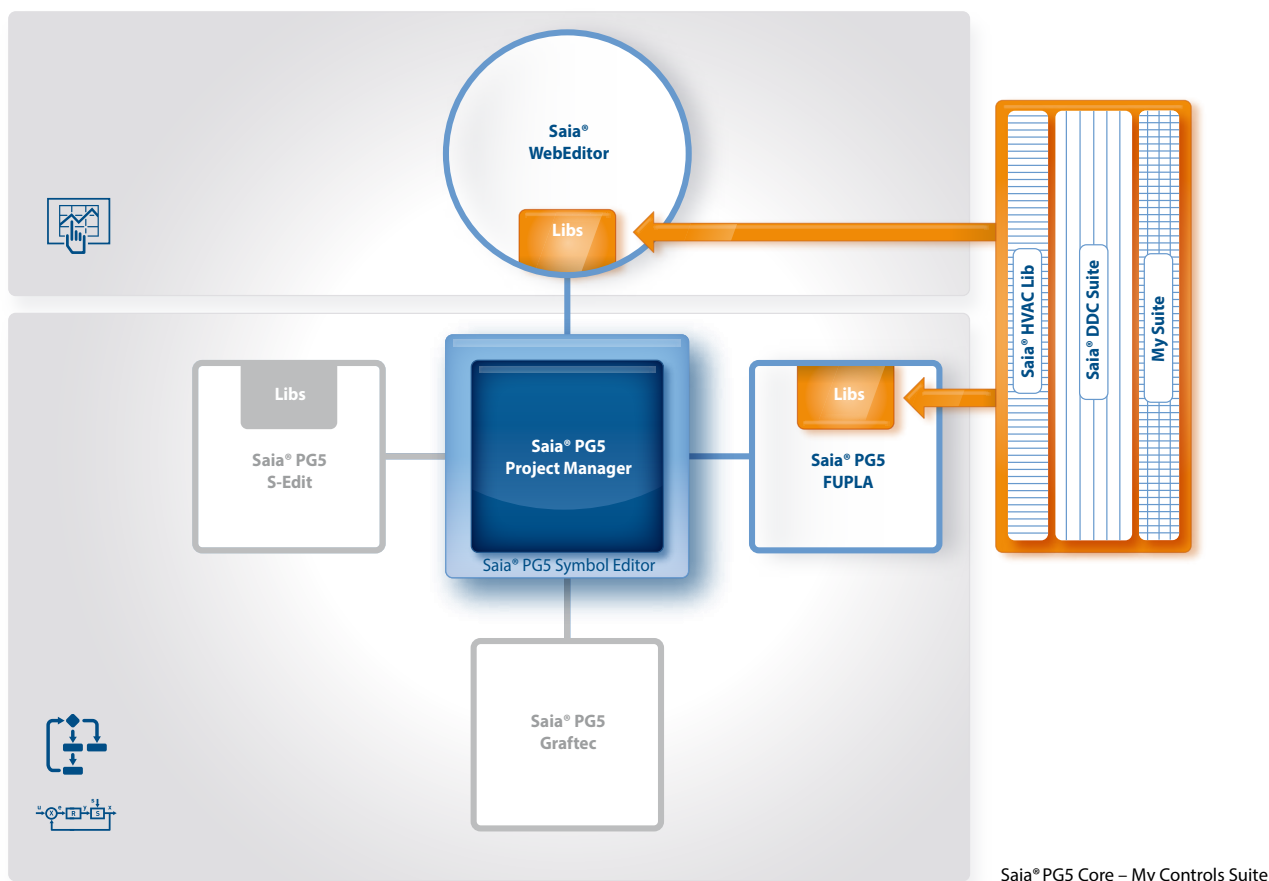 Saia®
WebEditor
Libs
Saia® HVAC Lib
Saia® DDC Suite
My Suite
Libs
Saia® PG5
S-Edit
Saia® PG5
Project Manager
Saia® PG5 Symbol Editor
Libs
Saia® PG5
FUPLA
Saia® PG5
Graftec
u
X
e
R
y
s
S
x
Saia® PG5 Core – My Controls Suite